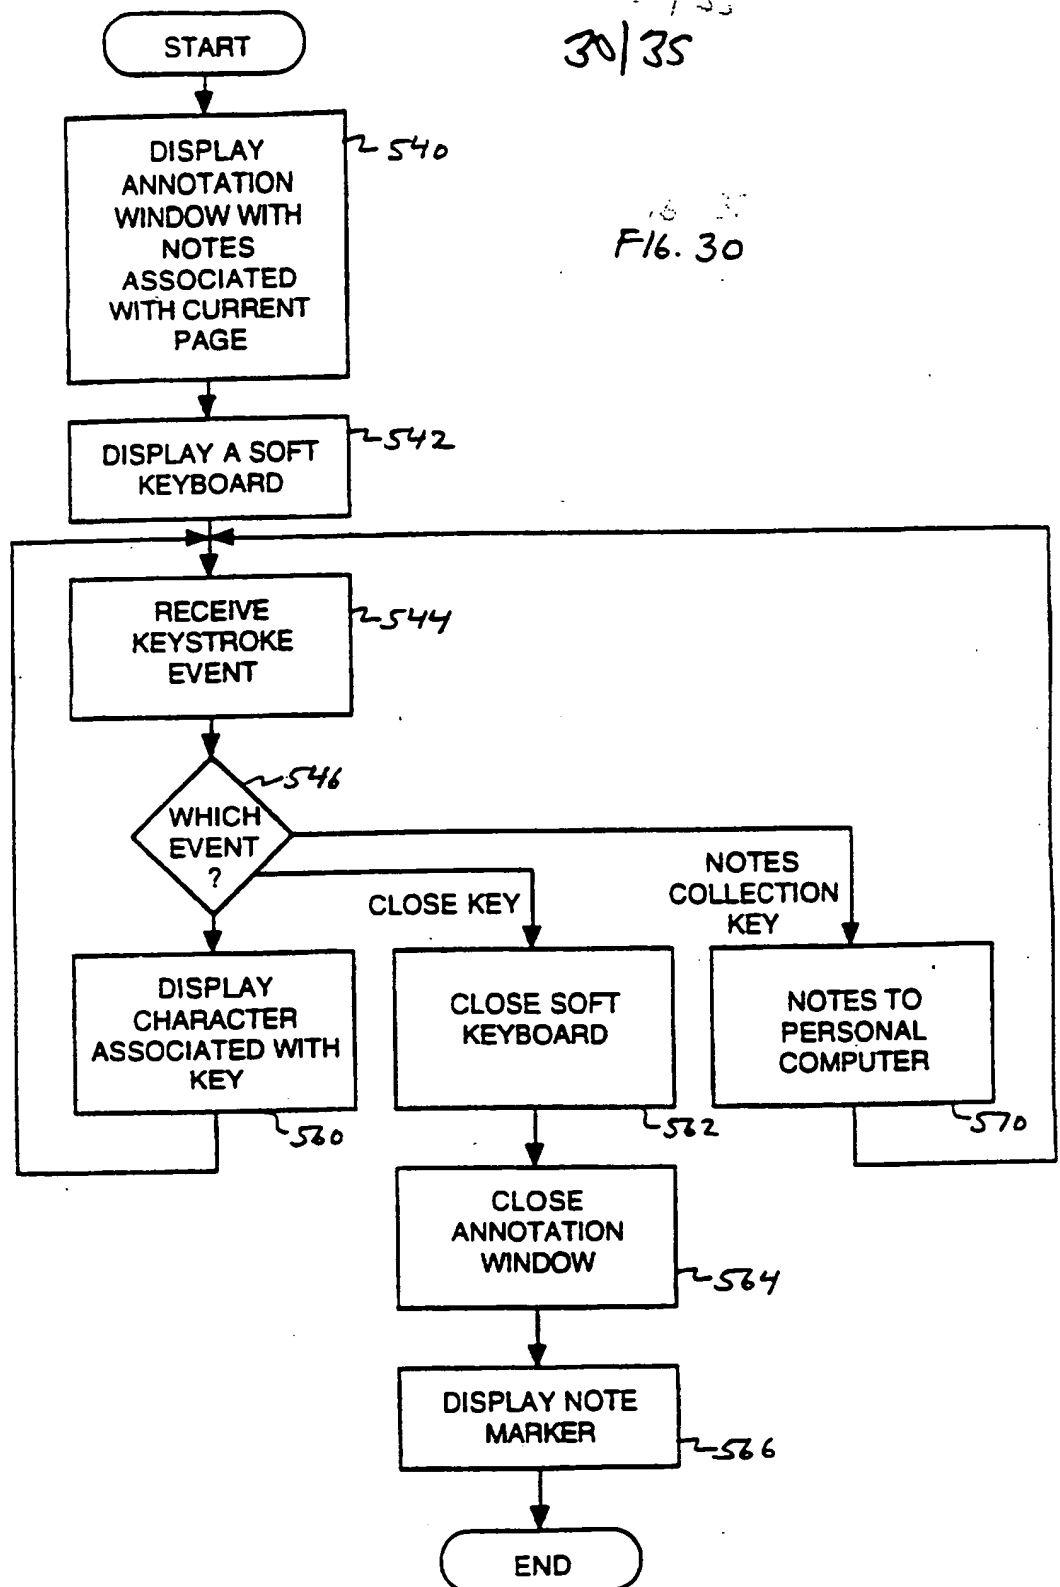 START
30/35
DISPLAY
ANNOTATION
WINDOW WITH
NOTES
ASSOCIATED
WITH CURRENT
PAGE
540
FIG. 30
DISPLAY A SOFT
KEYBOARD
542
RECEIVE
KEYSTROKE
EVENT
544
WHICH
EVENT
?
546
CLOSE KEY
NOTES
COLLECTION
KEY
DISPLAY
CHARACTER
ASSOCIATED WITH
KEY
560
CLOSE SOFT
KEYBOARD
562
NOTES TO
PERSONAL
COMPUTER
570
CLOSE
ANNOTATION
WINDOW
564
DISPLAY NOTE
MARKER
566
END